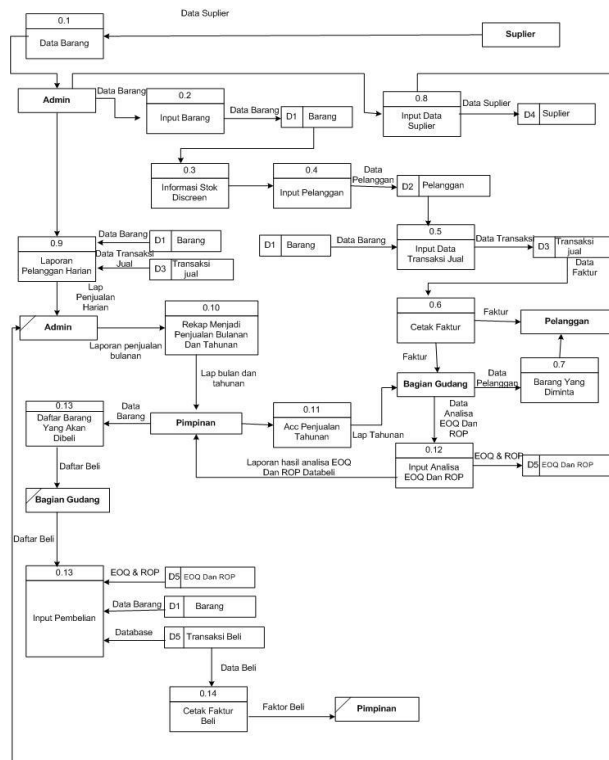 Data Suplier
0.1
Data Barang
Suplier
Admin
Data Barang
0.2
Input Barang
Data Barang
D1 Barang
0.8
Input Data
Suplier
Data Suplier
D4 Suplier
0.3
Informasi Stok
Discreen
0.4
Input Pelanggan
Data
Pelanggan
D2 Pelanggan
0.9
Laporan
Pelanggan Harian
Data Barang
D1 Barang
Data Transaksi
Jual
D3 Transaksi
jual
D1 Barang
Data Barang
0.5
Input Data
Transaksi Jual
Data Transaksi
D3 Transaksi
jual
Data
Faktur
Lap
Penjualan
Harian
Admin
Laporan penjualan
bulanan
0.10
Rekap Menjadi
Penjualan Bulanan
Dan Tahunan
0.6
Cetak Faktur
Faktur
Pelanggan
Faktur
Bagian Gudang
Data
Pelanggan
0.7
Barang Yang
Diminta
Lap bulan dan
tahunan
0.13
Daftar Barang
Yang Akan
Dibeli
Data
Barang
Pimpinan
0.11
Acc Penjualan
Tahunan
Lap Tahunan
Data
Analisa
EOQ Dan
ROP
0.12
Input Analisa
EOQ Dan ROP
EOQ & ROP
D5 EOQ Dan ROP
Laporan hasil analisa EOQ
Dan ROP Databeli
Daftar Beli
Bagian Gudang
Daftar Beli
0.13
Input Pembelian
EOQ & ROP
D5 EOQ Dan ROP
Data Barang
D1 Barang
Database
D5 Transaksi Beli
Data Beli
0.14
Cetak Faktur
Beli
Faktor Beli
Pimpinan